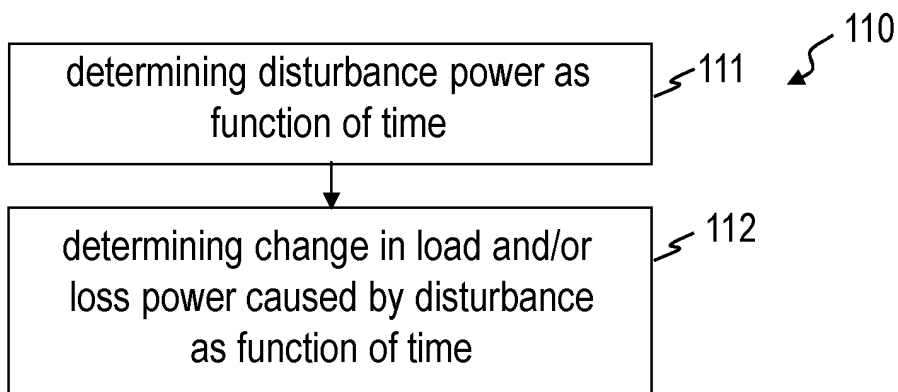 110
determining disturbance power as
function of time
111
determining change in load and/or
loss power caused by disturbance
as function of time
112